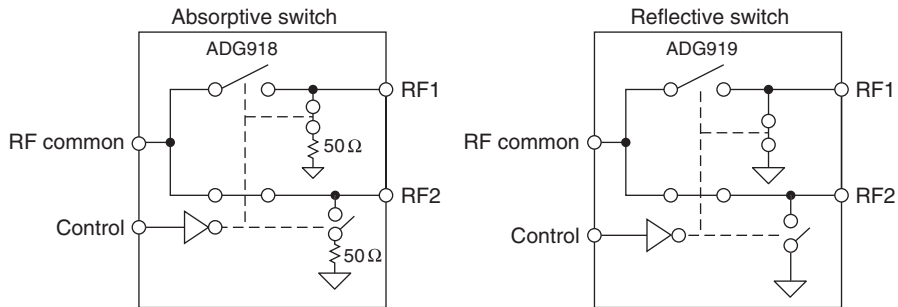 Absorptive switch
ADG918
RF1
RF common
50 Ω
RF2
Control
50 Ω
Reflective switch
ADG919
RF1
RF common
RF2
Control